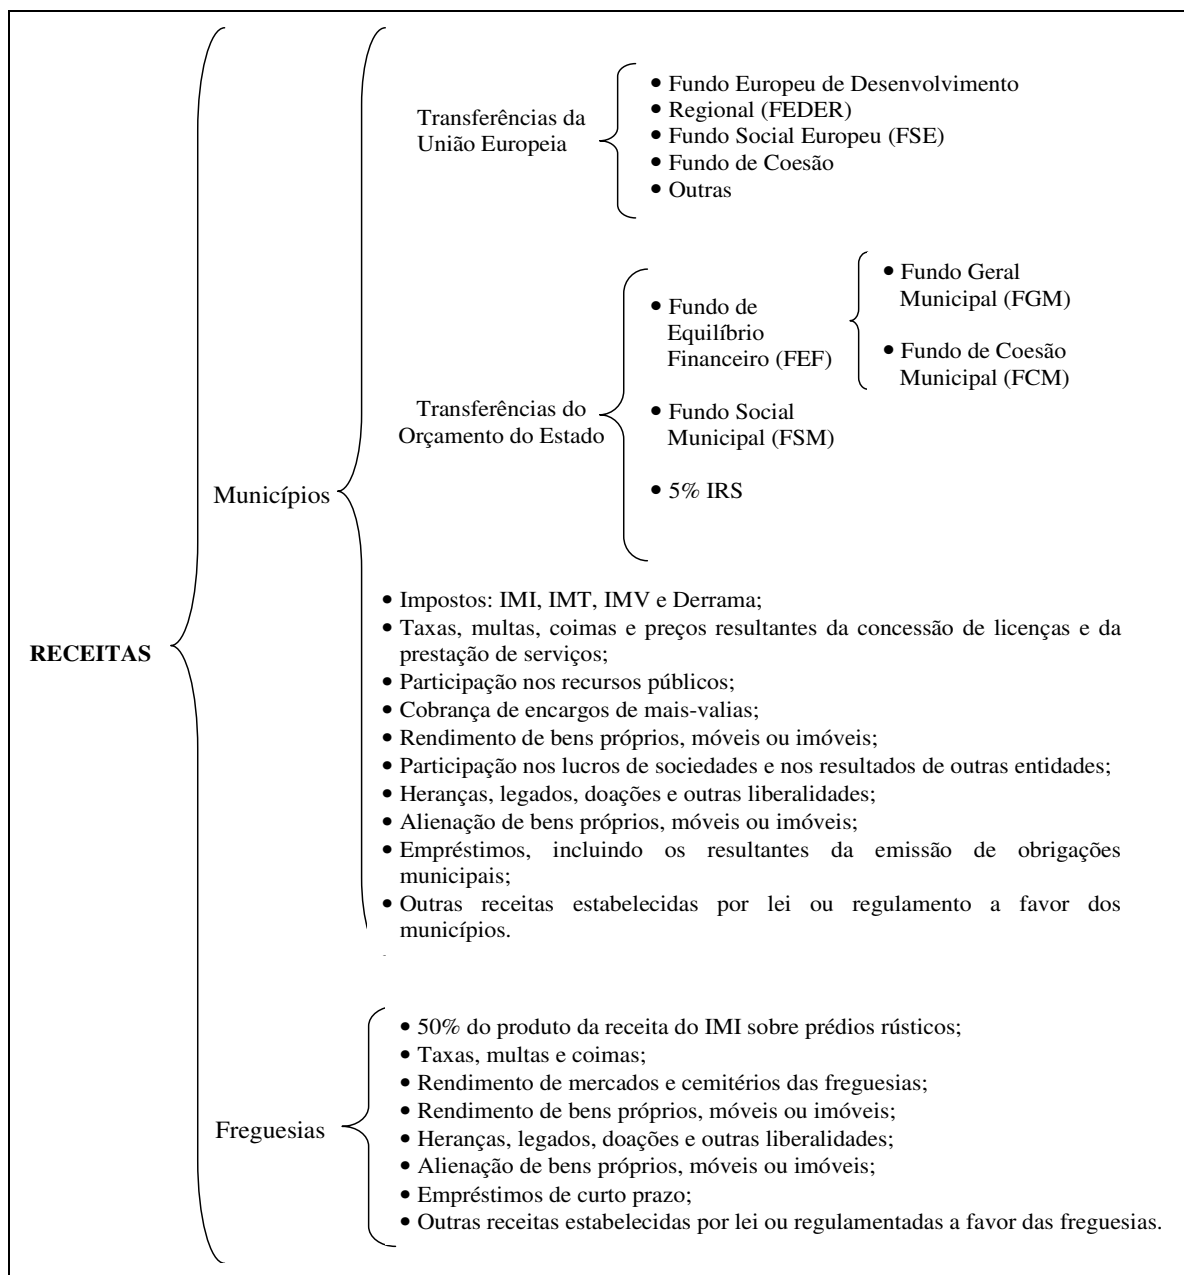 RECEITAS
Municípios
Transferências da
União Europeia
• Fundo Europeu de Desenvolvimento
• Regional (FEDER)
• Fundo Social Europeu (FSE)
• Fundo de Coesão
• Outras
Transferências do
Orçamento do Estado
• Fundo de
Equilíbrio
Financeiro (FEF)
• Fundo Geral
Municipal (FGM)
• Fundo de Coesão
Municipal (FCM)
• Fundo Social
Municipal (FSM)
• 5% IRS
• Impostos: IMI, IMT, IMV e Derrama;
• Taxas, multas, coimas e preços resultantes da concessão de licenças e da
prestação de serviços;
• Participação nos recursos públicos;
• Cobrança de encargos de mais-valias;
• Rendimento de bens próprios, móveis ou imóveis;
• Participação nos lucros de sociedades e nos resultados de outras entidades;
• Heranças, legados, doações e outras liberalidades;
• Alienação de bens próprios, móveis ou imóveis;
• Empréstimos, incluindo os resultantes da emissão de obrigações
municipais;
• Outras receitas estabelecidas por lei ou regulamento a favor dos
municípios.
Freguesias
• 50% do produto da receita do IMI sobre prédios rústicos;
• Taxas, multas e coimas;
• Rendimento de mercados e cemitérios das freguesias;
• Rendimento de bens próprios, móveis ou imóveis;
• Heranças, legados, doações e outras liberalidades;
• Alienação de bens próprios, móveis ou imóveis;
• Empréstimos de curto prazo;
• Outras receitas estabelecidas por lei ou regulamentadas a favor das freguesias.